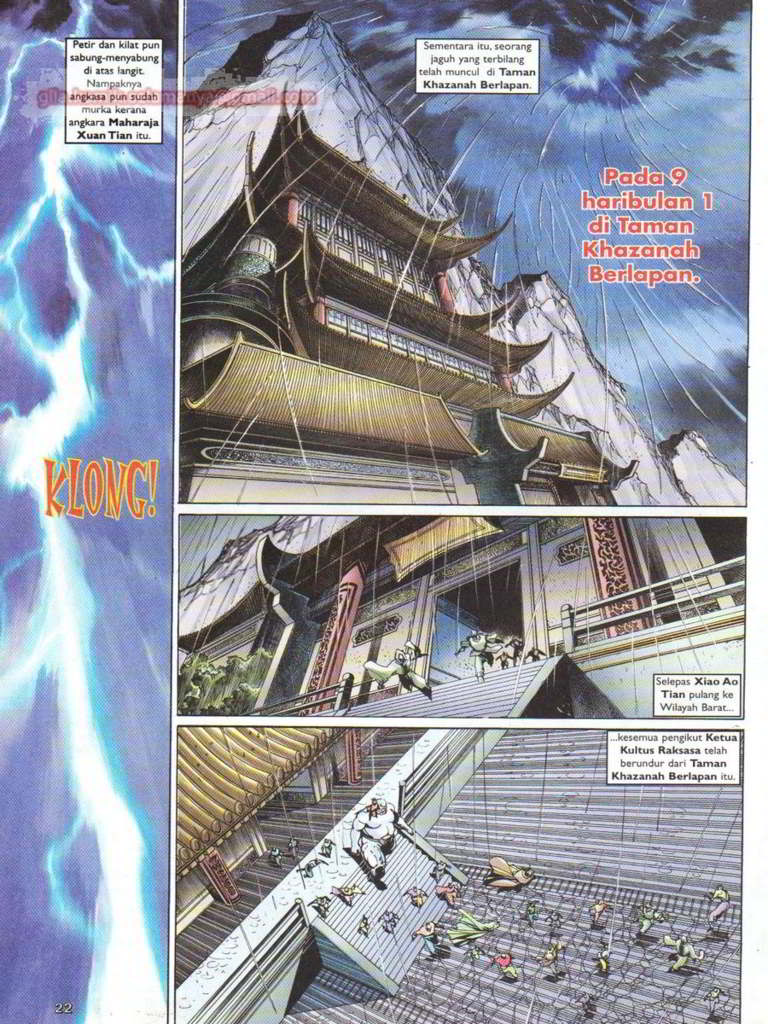 Petir dan kilat pun
sabung-menyabung
di atas langit.
Nampaknya
angkasa pun sudah
murka kerana
angkara Maharaja
Xuan Tian itu.
Sementara itu, seorang
jaguh yang terbilang
telah muncul di Taman
Khazanah Berlapan.
Pada 9
haribulan 1
di Taman
Khazanah
Berlapan.
KLONG!
Selepas Xiao Ao
Tian pulang ke
Wilayah Barat...
...kesemua pengikut Ketua
Kultus Raksasa telah
berundur dari Taman
Khazanah Berlapan itu.
22